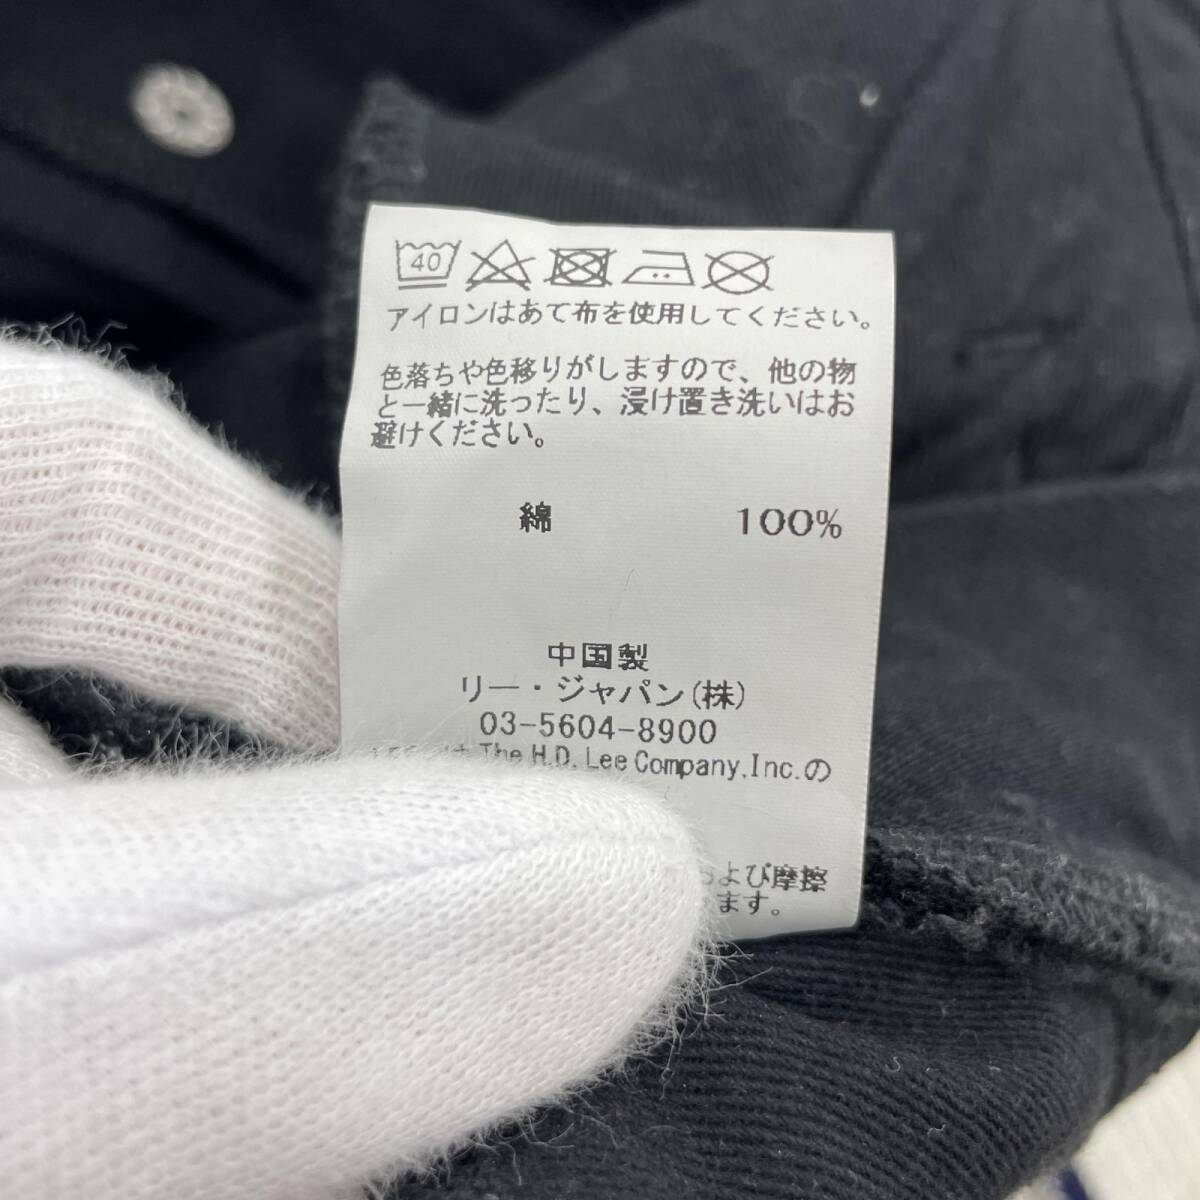 40
アイロンはあて布を使用してください。
色落ちや色移りがしますので、他の物
と一緒に洗ったり、浸け置き洗いはお
避けください。
綿 100%
中国製
リー・ジャパン(株)
03-5604-8900
The H.D. Lee Company,Inc.の
および摩擦
ます。